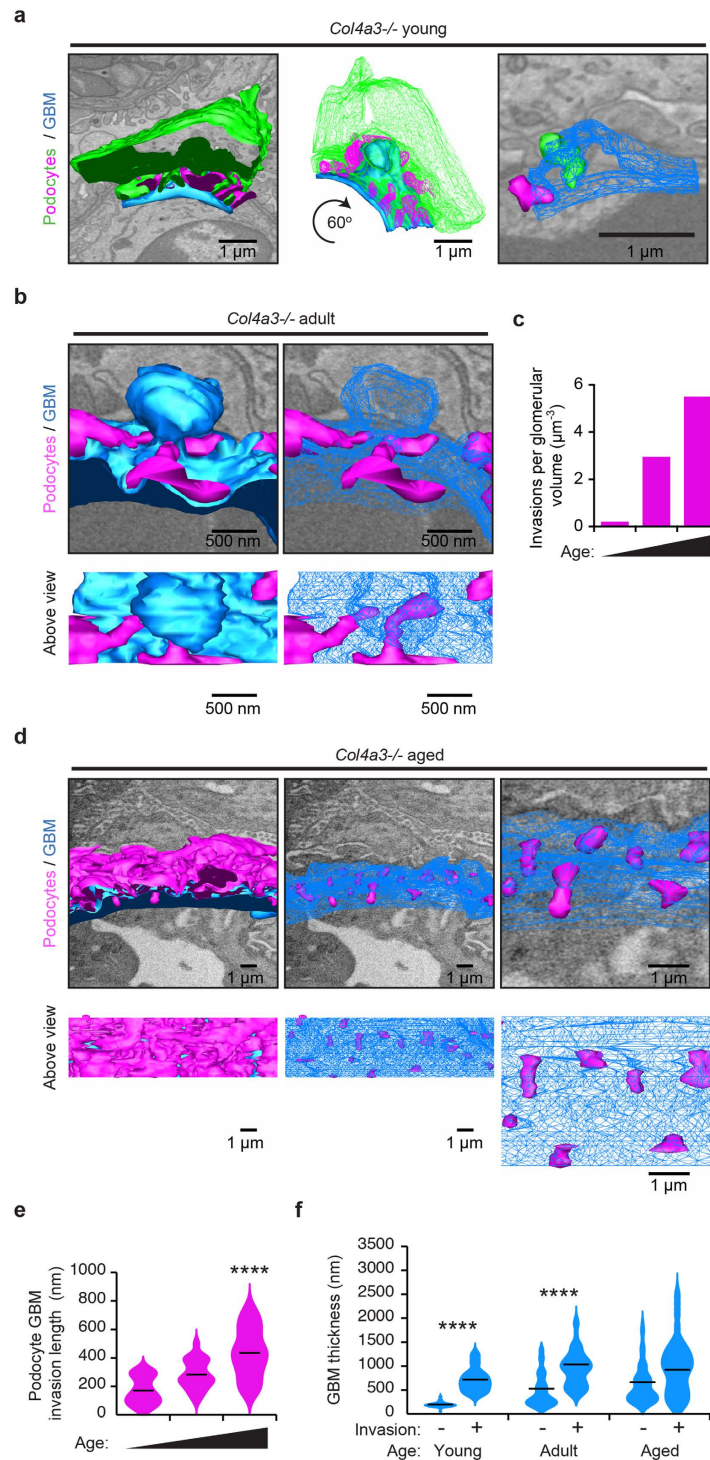 a
Col4a3-/- young
Podocytes / GBM
1 µm
60°
1 µm
1 µm
b
Col4a3-/- adult
Podocytes / GBM
500 nm
500 nm
Above view
500 nm
500 nm
c
Invasions per glomerular
volume (µm-3)
6
4
2
0
Age:
d
Col4a3-/- aged
Podocytes / GBM
1 µm
1 µm
1 µm
Above view
1 µm
1 µm
1 µm
e
Podocyte GBM
invasion length (nm)
1000
800
600
400
200
0
****
Age:
f
GBM thickness (nm)
3500
3000
2500
2000
1500
1000
500
0
**** ****
Invasion: - + - + - +
Age: Young Adult Aged